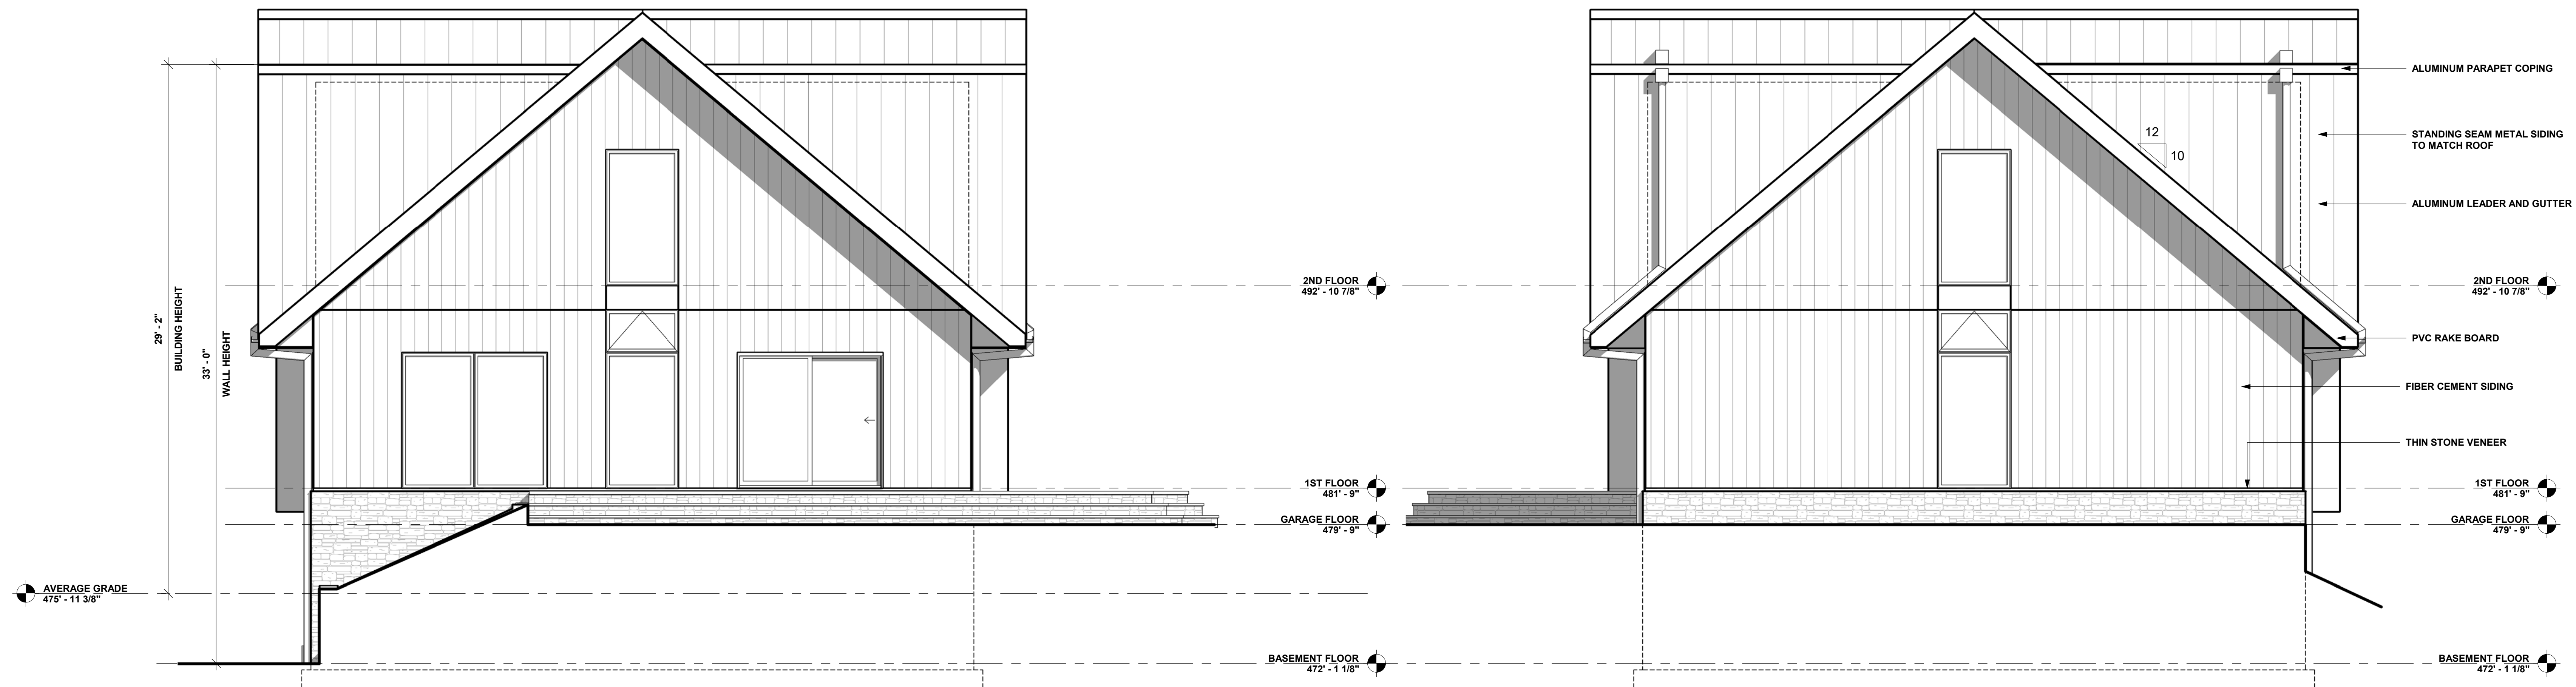 29' - 2"
BUILDING HEIGHT
33' - 0"
WALL HEIGHT
AVERAGE GRADE
475' - 11 3/8"
2ND FLOOR
492' - 10 7/8"
1ST FLOOR
481' - 9"
GARAGE FLOOR
479' - 9"
BASEMENT FLOOR
472' - 1 1/8"
12
10
ALUMINUM PARAPET COPING
STANDING SEAM METAL SIDING
TO MATCH ROOF
ALUMINUM LEADER AND GUTTER
2ND FLOOR
492' - 10 7/8"
PVC RAKE BOARD
FIBER CEMENT SIDING
THIN STONE VENEER
1ST FLOOR
481' - 9"
GARAGE FLOOR
479' - 9"
BASEMENT FLOOR
472' - 1 1/8"